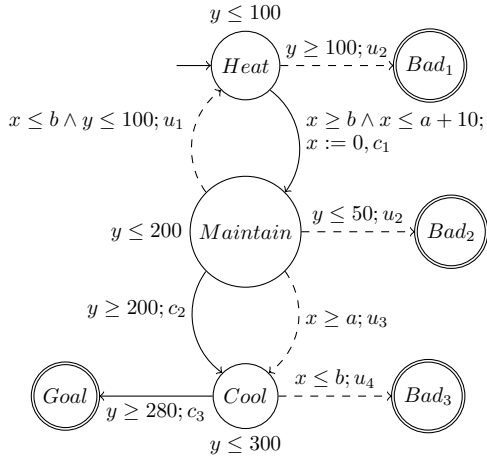 y ≤ 100
Heat
y ≥ 100; u₂
Bad₁
x ≤ b ∧ y ≤ 100; u₁
x ≥ b ∧ x ≤ a + 10;
x := 0, c₁
y ≤ 200
Maintain
y ≤ 50; u₂
Bad₂
y ≥ 200; c₂
x ≥ a; u₃
Goal
y ≥ 280; c₃
Cool
x ≤ b; u₄
Bad₃
y ≤ 300